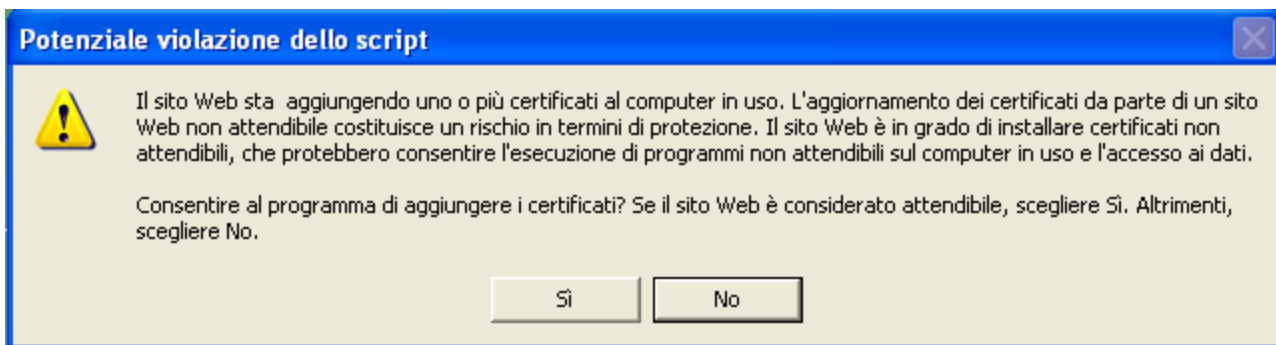 Potenziale violazione dello script
Il sito Web sta  aggiungendo uno o più certificati al computer in uso. L'aggiornamento dei certificati da parte di un sito
Web non attendibile costituisce un rischio in termini di protezione. Il sito Web è in grado di installare certificati non
attendibili, che protebbero consentire l'esecuzione di programmi non attendibili sul computer in uso e l'accesso ai dati.
Consentire al programma di aggiungere i certificati? Se il sito Web è considerato attendibile, scegliere Sì. Altrimenti,
scegliere No.
Sì
No